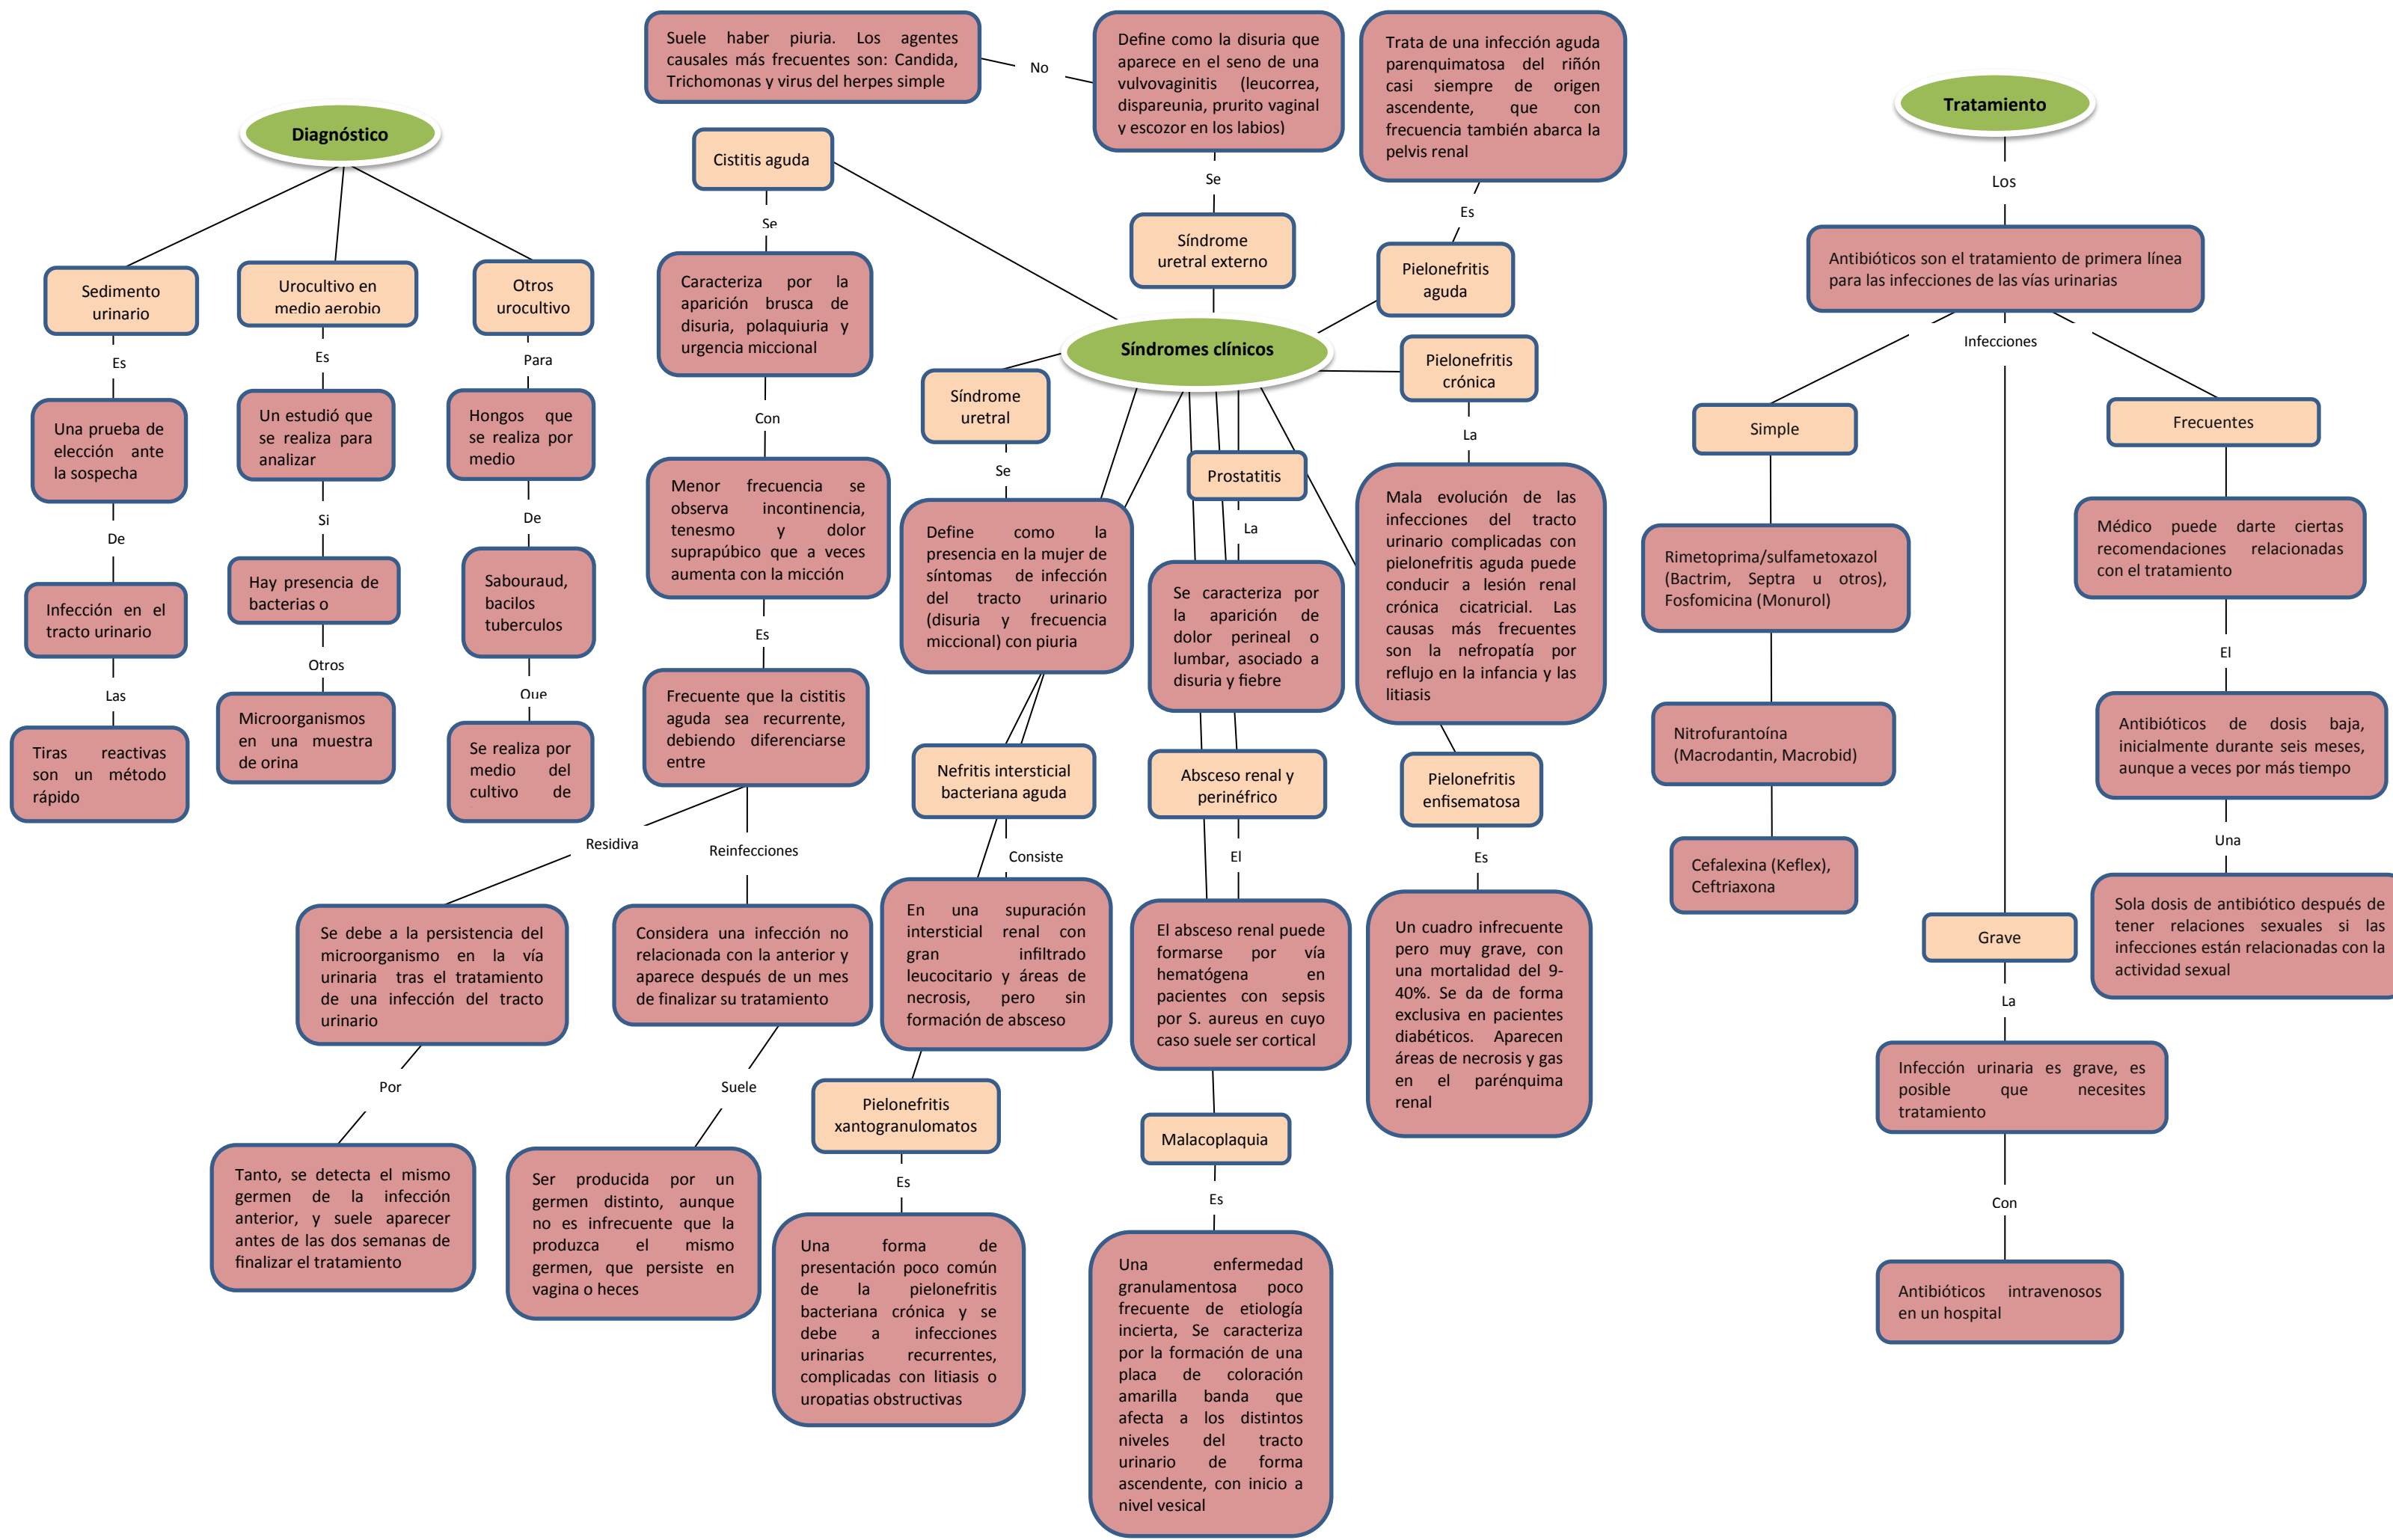 Diagnóstico
Sedimento
urinario
Es
Una prueba de
elección ante
la sospecha
De
Infección en el
tracto urinario
Las
Tiras reactivas
son un método
rápido
Urocultivo en
medio aerobio
Es
Un estudió que
se realiza para
analizar
Si
Hay presencia de
bacterias o
Otros
Microorganismos
en una muestra
de orina
Otros
urocultivo
Para
Hongos que
se realiza por
medio
De
Sabouraud,
bacilos
tuberculos
Que
Se realiza por
medio del
cultivo de
Suele haber piuria. Los agentes
causales más frecuentes son: Candida,
Trichomonas y virus del herpes simple
No
Define como la disuria que
aparece en el seno de una
vulvovaginitis (leucorrea,
dispareunia, prurito vaginal
y escozor en los labios)
Se
Síndrome
uretral externo
Trata de una infección aguda
parenquimatosa del riñón
casi siempre de origen
ascendente, que con
frecuencia también abarca la
pelvis renal
Es
Pielonefritis
aguda
Síndromes clínicos
Cistitis aguda
Se
Caracteriza por la
aparición brusca de
disuria, polaquiuria y
urgencia miccional
Con
Menor frecuencia se
observa incontinencia,
tenesmo y dolor
suprapúbico que a veces
aumenta con la micción
Es
Frecuente que la cistitis
aguda sea recurrente,
debiendo diferenciarse
entre
Residiva
Se debe a la persistencia del
microorganismo en la vía
urinaria tras el tratamiento
de una infección del tracto
urinario
Por
Tanto, se detecta el mismo
germen de la infección
anterior, y suele aparecer
antes de las dos semanas de
finalizar el tratamiento
Reinfecciones
Considera una infección no
relacionada con la anterior y
aparece después de un mes
de finalizar su tratamiento
Suele
Ser producida por un
germen distinto, aunque
no es infrecuente que la
produzca el mismo
germen, que persiste en
vagina o heces
Síndrome
uretral
Se
Define como la
presencia en la mujer de
síntomas de infección
del tracto urinario
(disuria y frecuencia
miccional) con piuria
Nefritis intersticial
bacteriana aguda
Consiste
En una supuración
intersticial renal con
gran infiltrado
leucocitario y áreas de
necrosis, pero sin
formación de absceso
Pielonefritis
xantogranulomatos
Es
Una forma de
presentación poco común
de la pielonefritis
bacteriana crónica y se
debe a infecciones
urinarias recurrentes,
complicadas con litiasis o
uropatias obstructivas
Prostatitis
La
Se caracteriza por
la aparición de
dolor perineal o
lumbar, asociado a
disuria y fiebre
Absceso renal y
perinéfrico
El
El absceso renal puede
formarse por vía
hematógena en
pacientes con sepsis
por S. aureus en cuyo
caso suele ser cortical
Malacoplaquia
Es
Una enfermedad
granulamentosa poco
frecuente de etiología
incierta, Se caracteriza
por la formación de una
placa de coloración
amarilla banda que
afecta a los distintos
niveles del tracto
urinario de forma
ascendente, con inicio a
nivel vesical
Pielonefritis
crónica
La
Mala evolución de las
infecciones del tracto
urinario complicadas con
pielonefritis aguda puede
conducir a lesión renal
crónica cicatricial. Las
causas más frecuentes
son la nefropatía por
reflujo en la infancia y las
litiasis
Pielonefritis
enfisematosa
Es
Un cuadro infrecuente
pero muy grave, con
una mortalidad del 9-
40%. Se da de forma
exclusiva en pacientes
diabéticos. Aparecen
áreas de necrosis y gas
en el parénquima
renal
Tratamiento
Los
Antibióticos son el tratamiento de primera línea
para las infecciones de las vías urinarias
Infecciones
Simple
Rimetoprima/sulfametoxazol
(Bactrim, Septra u otros),
Fosfomicina (Monurol)
Nitrofurantoína
(Macrodantin, Macrobid)
Cefalexina (Keflex),
Ceftriaxona
Grave
La
Infección urinaria es grave, es
posible que necesites
tratamiento
Con
Antibióticos intravenosos
en un hospital
Frecuentes
Médico puede darte ciertas
recomendaciones relacionadas
con el tratamiento
El
Antibióticos de dosis baja,
inicialmente durante seis meses,
aunque a veces por más tiempo
Una
Sola dosis de antibiótico después de
tener relaciones sexuales si las
infecciones están relacionadas con la
actividad sexual